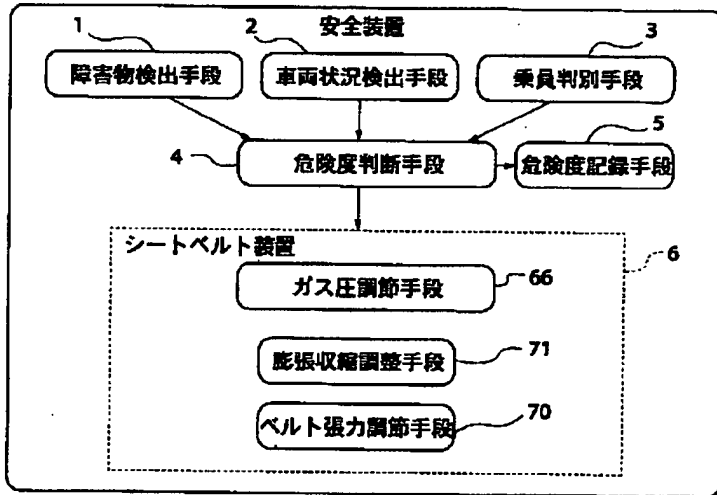 安全装置
1
2
3
障害物検出手段
車両状況検出手段
乗員判別手段
4
5
危険度判断手段
危険度記録手段
シートベルト装置
6
ガス圧調節手段
66
膨張収縮調整手段
71
ベルト張力調節手段
70